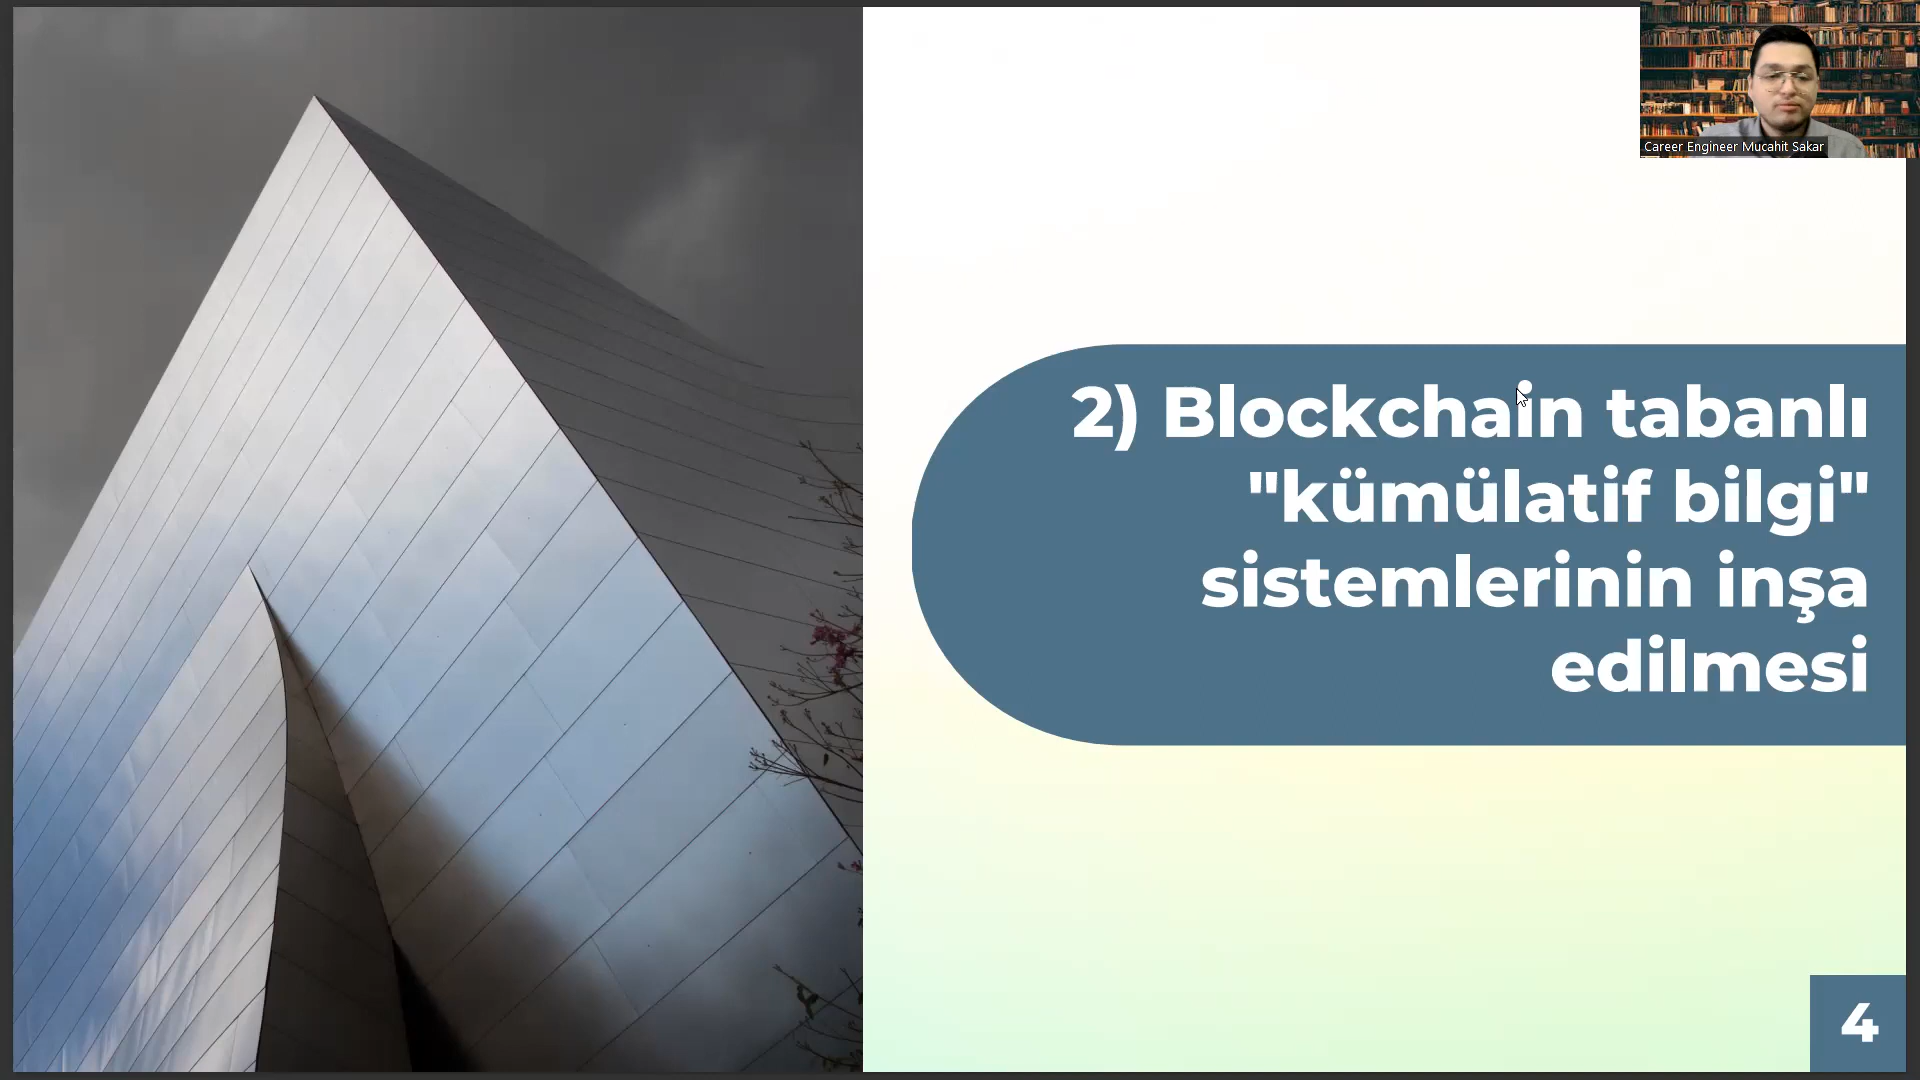 Career Engineer Mucahit Sakar
2) Blockchain tabanlı
"kümülatif bilgi"
sistemlerinin inşa
edilmesi
4